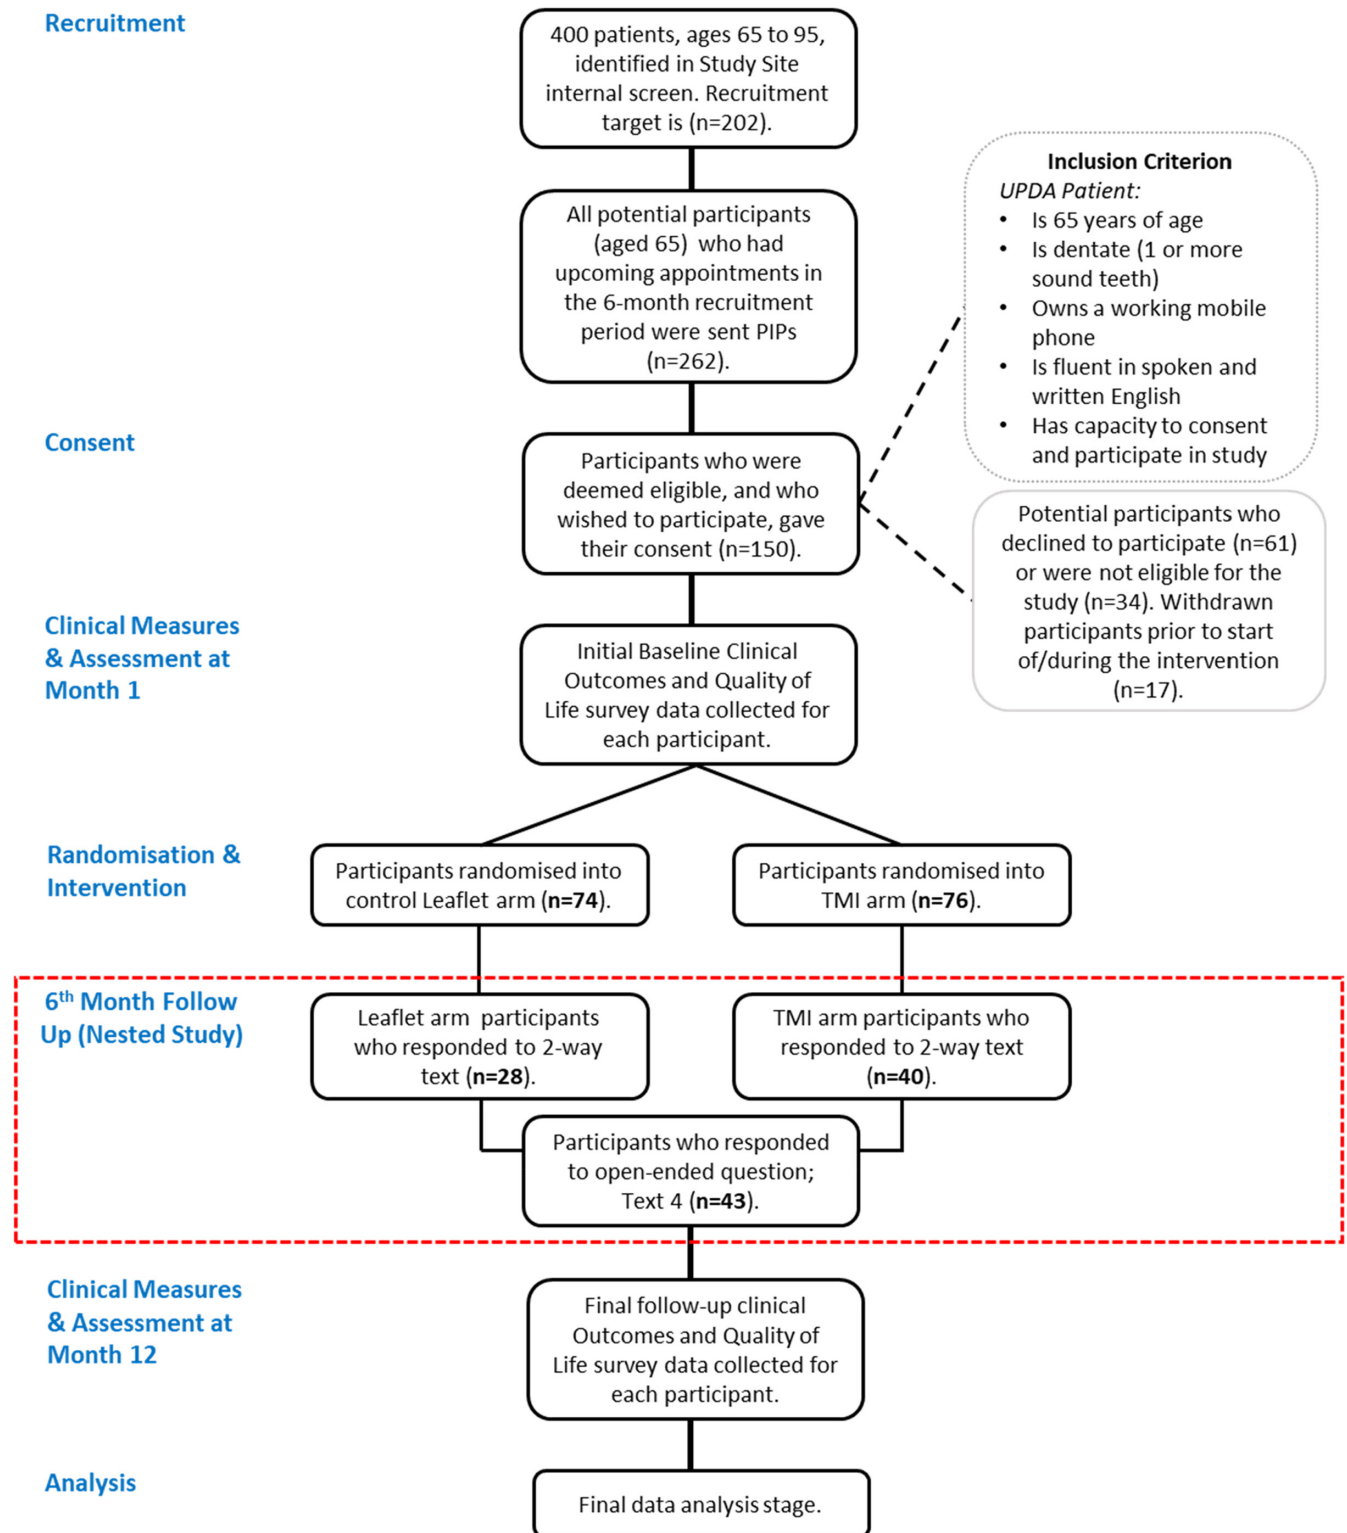 Recruitment
400 patients, ages 65 to 95,
identified in Study Site
internal screen. Recruitment
target is (n=202).
All potential participants
(aged 65) who had
upcoming appointments in
the 6-month recruitment
period were sent PIPs
(n=262).
Inclusion Criterion
UPDA Patient:
• Is 65 years of age
• Is dentate (1 or more
sound teeth)
• Owns a working mobile
phone
• Is fluent in spoken and
written English
• Has capacity to consent
and participate in study
Consent
Participants who were
deemed eligible, and who
wished to participate, gave
their consent (n=150).
Potential participants who
declined to participate (n=61)
or were not eligible for the
study (n=34). Withdrawn
participants prior to start
of/during the intervention
(n=17).
Clinical Measures
& Assessment at
Month 1
Initial Baseline Clinical
Outcomes and Quality of
Life survey data collected for
each participant.
Randomisation &
Intervention
Participants randomised into
control Leaflet arm (n=74).
Participants randomised into
TMI arm (n=76).
6th Month Follow
Up (Nested Study)
Leaflet arm participants
who responded to 2-way
text (n=28).
TMI arm participants who
responded to 2-way text
(n=40).
Participants who responded
to open-ended question;
Text 4 (n=43).
Clinical Measures
& Assessment at
Month 12
Final follow-up clinical
Outcomes and Quality of
Life survey data collected for
each participant.
Analysis
Final data analysis stage.